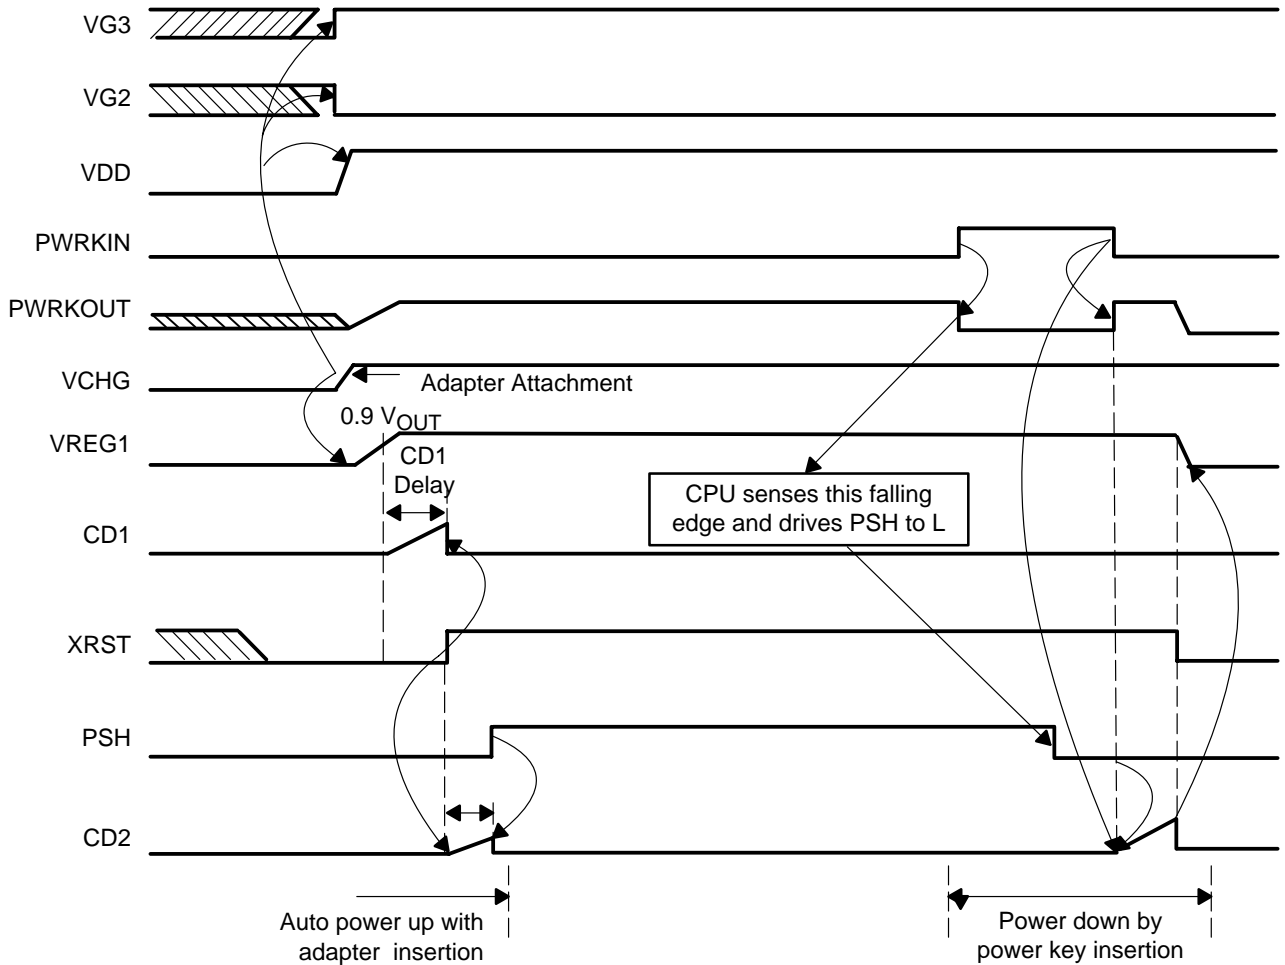 VG3
VG2
VDD
PWRKIN
PWRKOUT
VCHG
Adapter Attachment
0.9 VOUT
VREG1
CD1
Delay
CPU senses this falling
edge and drives PSH to L
CD1
XRST
PSH
CD2
Auto power up with
adapter insertion
Power down by
power key insertion